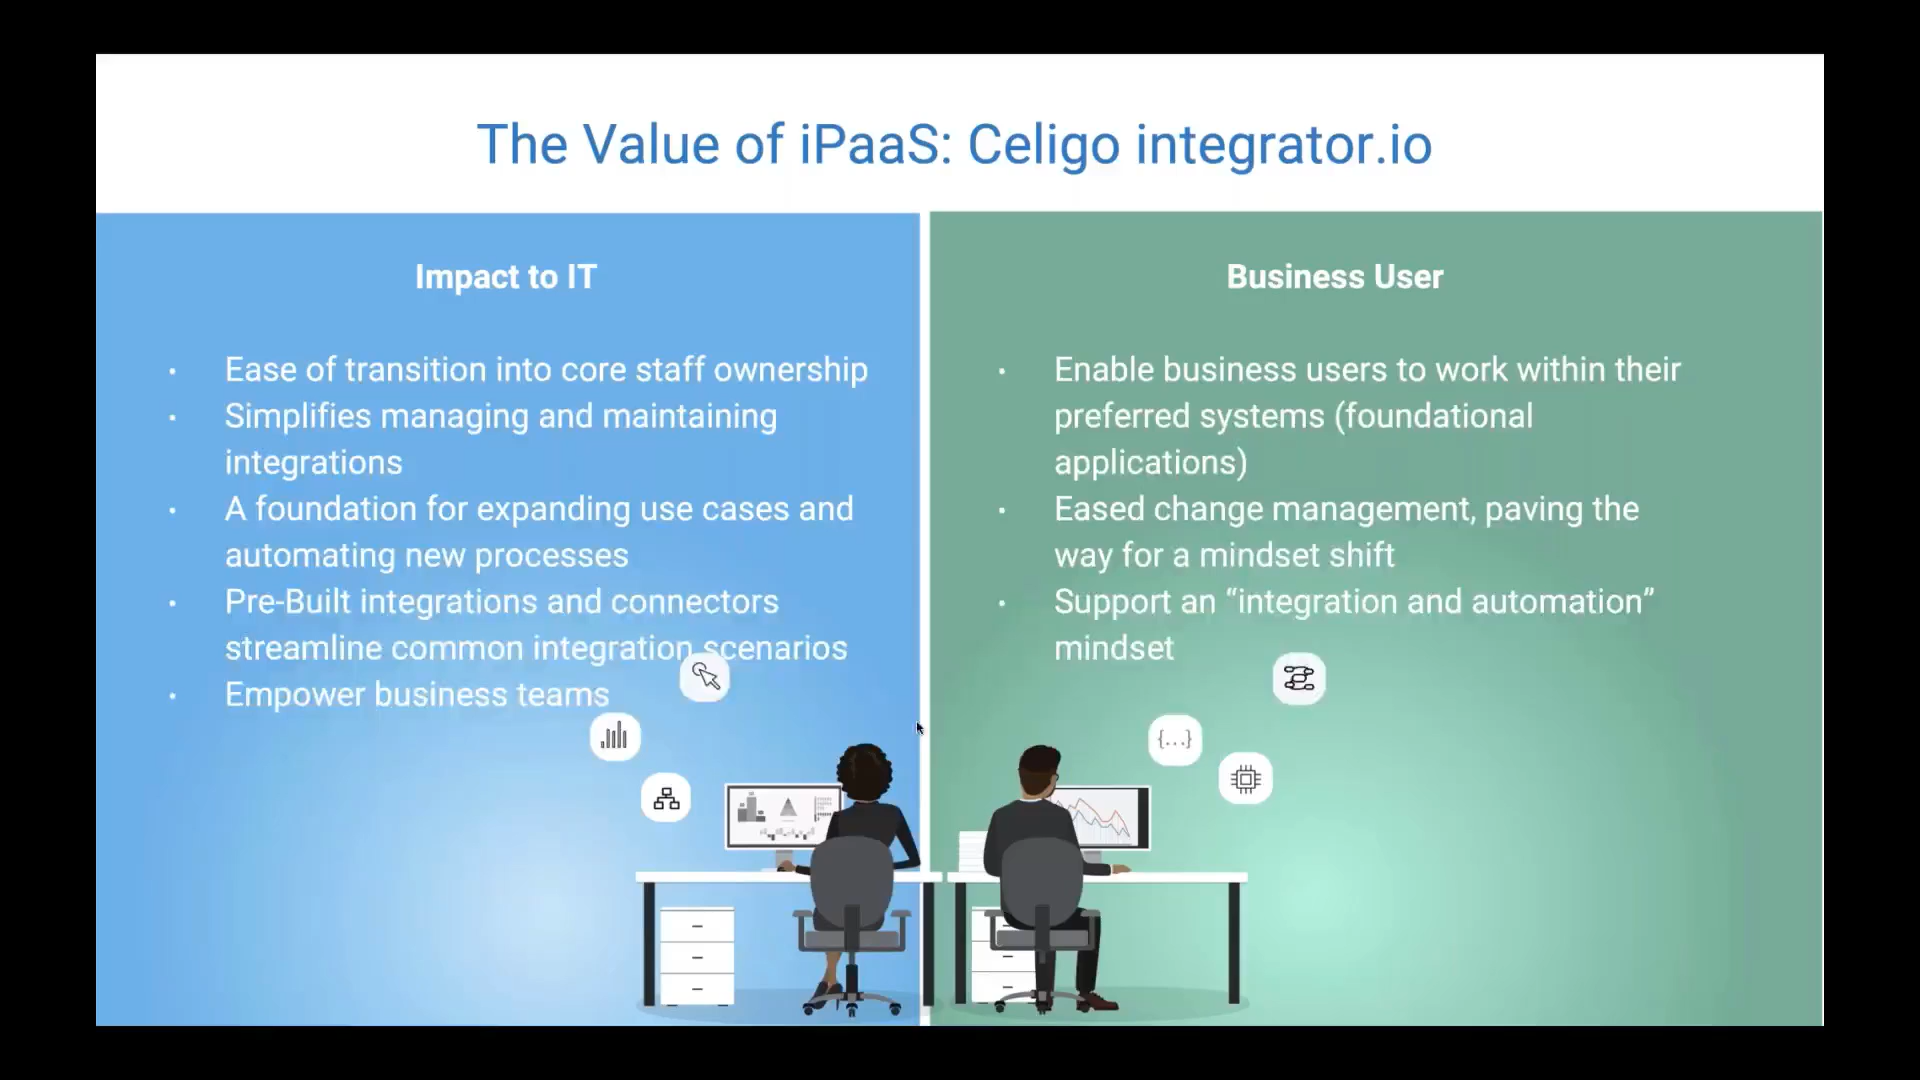 The Value of iPaaS: Celigo integrator.io
Impact to IT
· Ease of transition into core staff ownership
· Simplifies managing and maintaining
integrations
· A foundation for expanding use cases and
automating new processes
· Pre-Built integrations and connectors
streamline common integration scenarios
· Empower business teams
Business User
· Enable business users to work within their
preferred systems (foundational
applications)
· Eased change management, paving the
way for a mindset shift
· Support an “integration and automation”
mindset
{...}